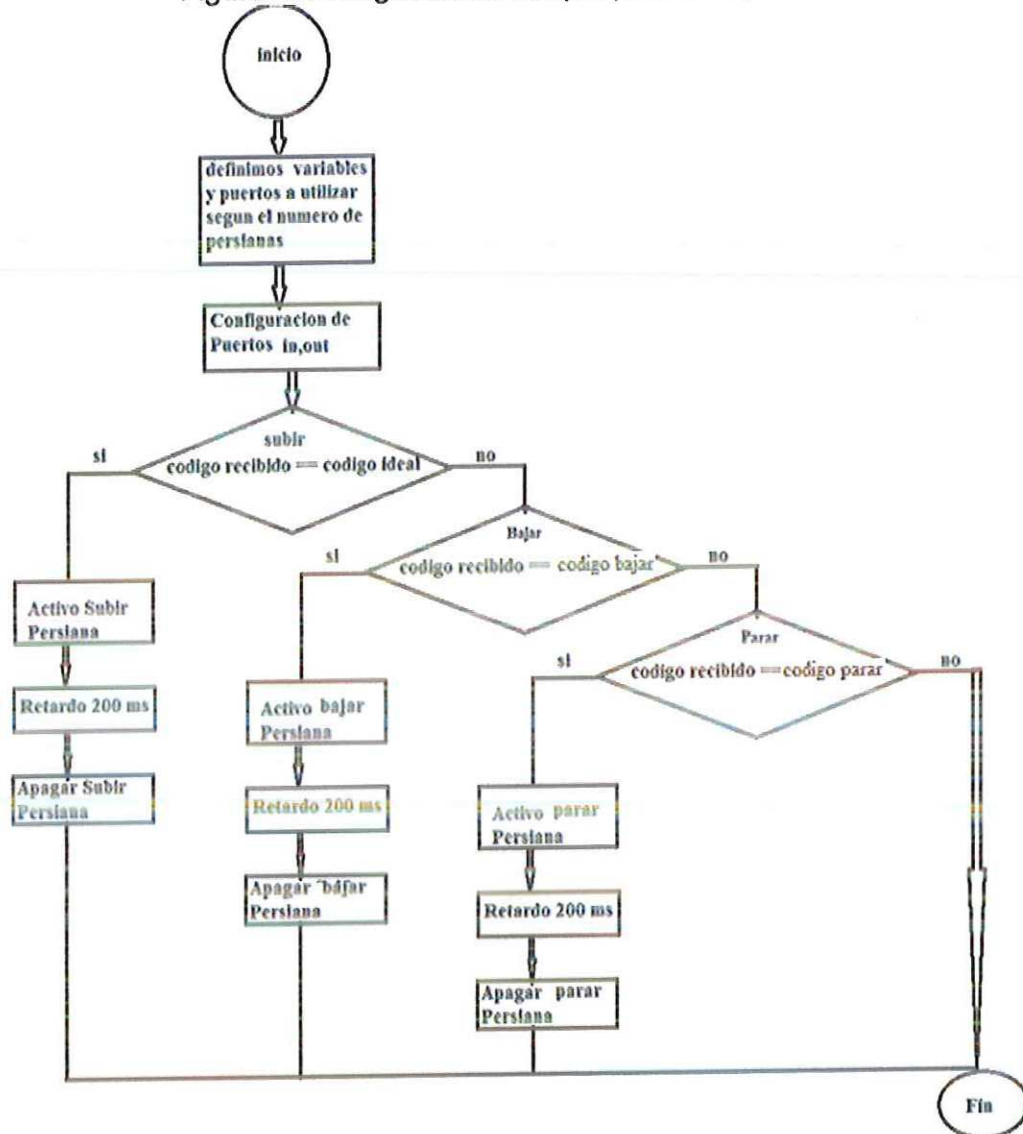 inicio
definimos variables
y puertos a utilizar
segun el numero de
persianas
Configuracion de
Puertos in,out
subir
codigo recibido == codigo ideal
si
no
Bajar
codigo recibido == codigo bajar
si
no
Parar
codigo recibido ==codigo parar
si
no
Activo Subir
Persiana
Retardo 200 ms
Apagar Subir
Persiana
Activo bajar
Persiana
Retardo 200 ms
Apagar bajar
Persiana
Activo parar
Persiana
Retardo 200 ms
Apagar parar
Persiana
Fin